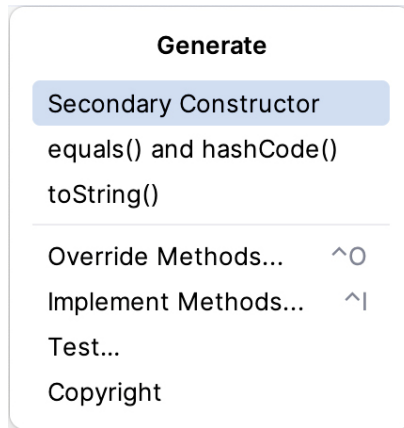 Generate
Secondary Constructor
equals() and hashCode()
toString()
Override Methods... ^O
Implement Methods... ^I
Test...
Copyright